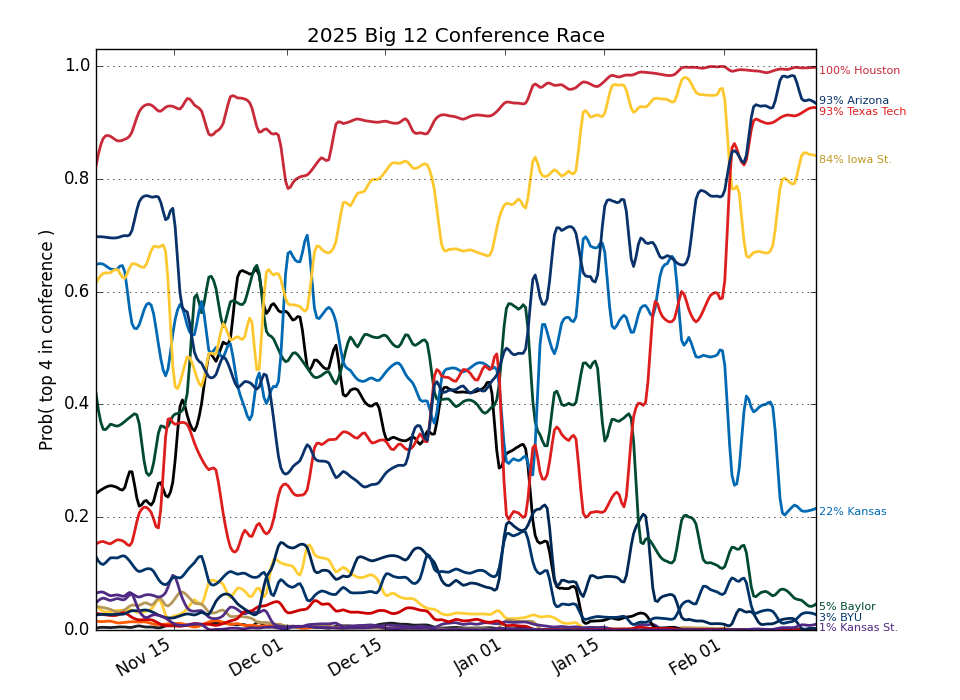 2025 Big 12 Conference Race
Prob( top 4 in conference )
1.0
0.8
0.6
0.4
0.2
0.0
Nov 15
Dec 01
Dec 15
Jan 01
Jan 15
Feb 01
100% Houston
93% Arizona
93% Texas Tech
84% Iowa St.
22% Kansas
5% Baylor
3% BYU
1% Kansas St.